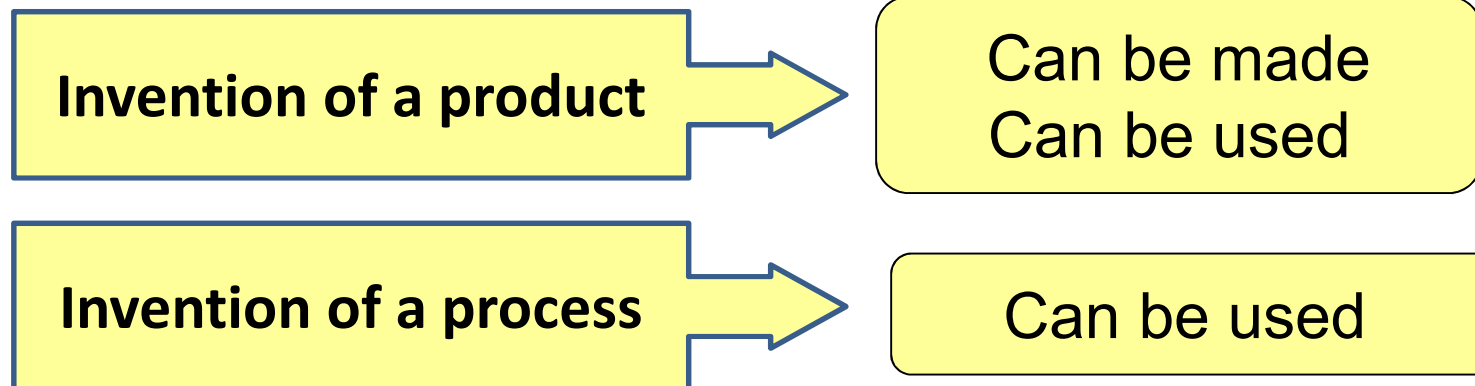 Invention of a product
Can be made
Can be used
Invention of a process
Can be used